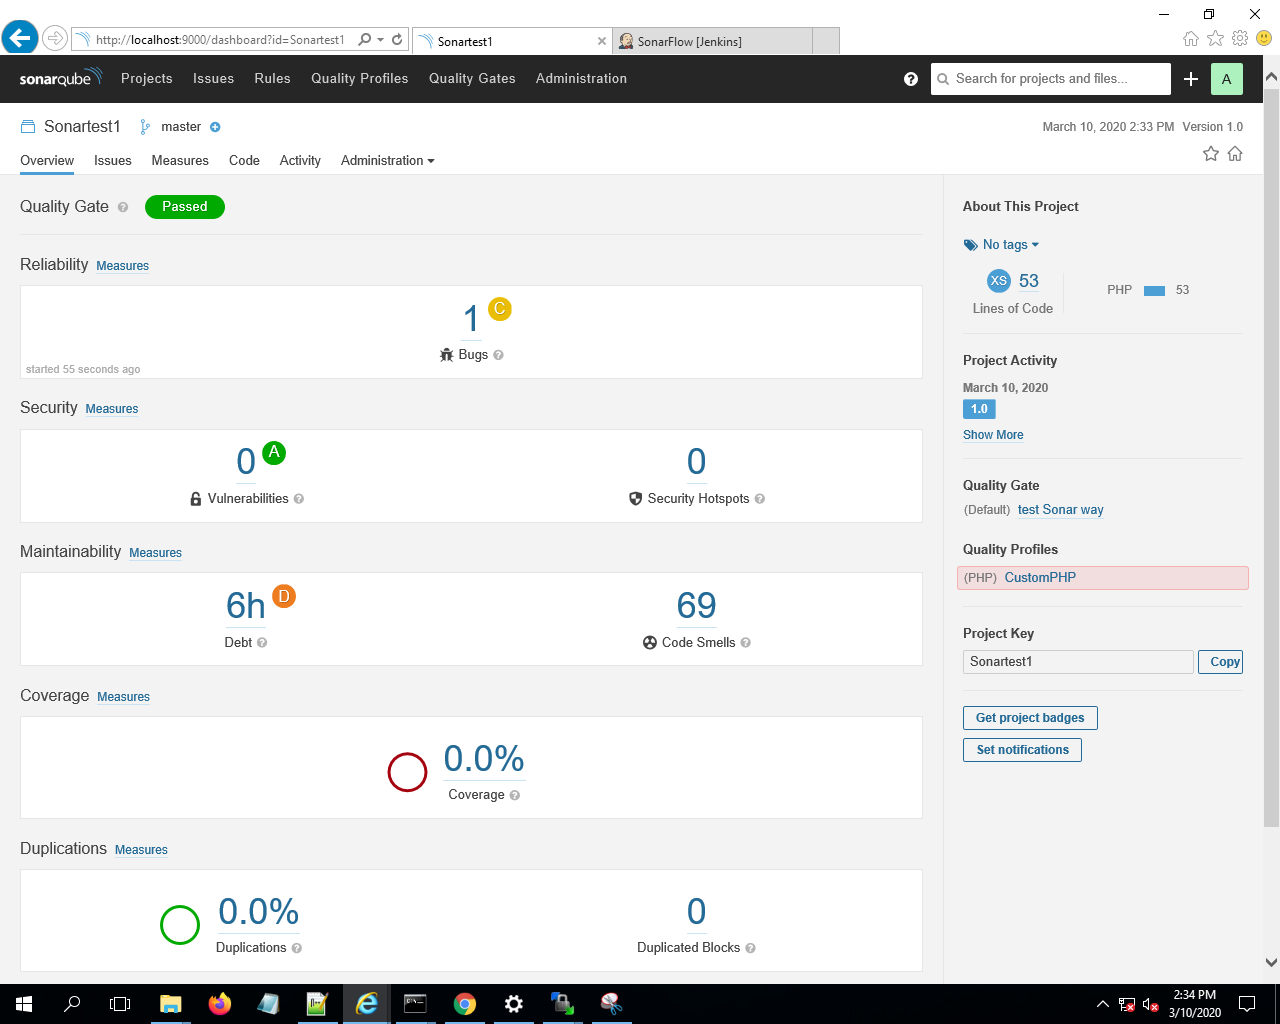 http://localhost:9000/dashboard?id=Sonartest1
Sonartest1
SonarFlow [Jenkins]
sonarqube
Projects Issues Rules Quality Profiles Quality Gates Administration
?
Search for projects and files...
+
A
Sonartest1
master
March 10, 2020 2:33 PM Version 1.0
Overview Issues Measures Code Activity Administration
Quality Gate ? Passed
Reliability Measures
1 C
Bugs ?
started 55 seconds ago
Security Measures
0 A
Vulnerabilities ?
0
Security Hotspots ?
Maintainability Measures
6h D
Debt ?
69
Code Smells ?
Coverage Measures
0.0%
Coverage ?
Duplications Measures
0.0%
Duplications ?
0
Duplicated Blocks ?
About This Project
No tags
XS 53
Lines of Code
PHP 53
Project Activity
March 10, 2020
1.0
Show More
Quality Gate
(Default) test Sonar way
Quality Profiles
(PHP) CustomPHP
Project Key
Sonartest1
Copy
Get project badges
Set notifications
2:34 PM
3/10/2020